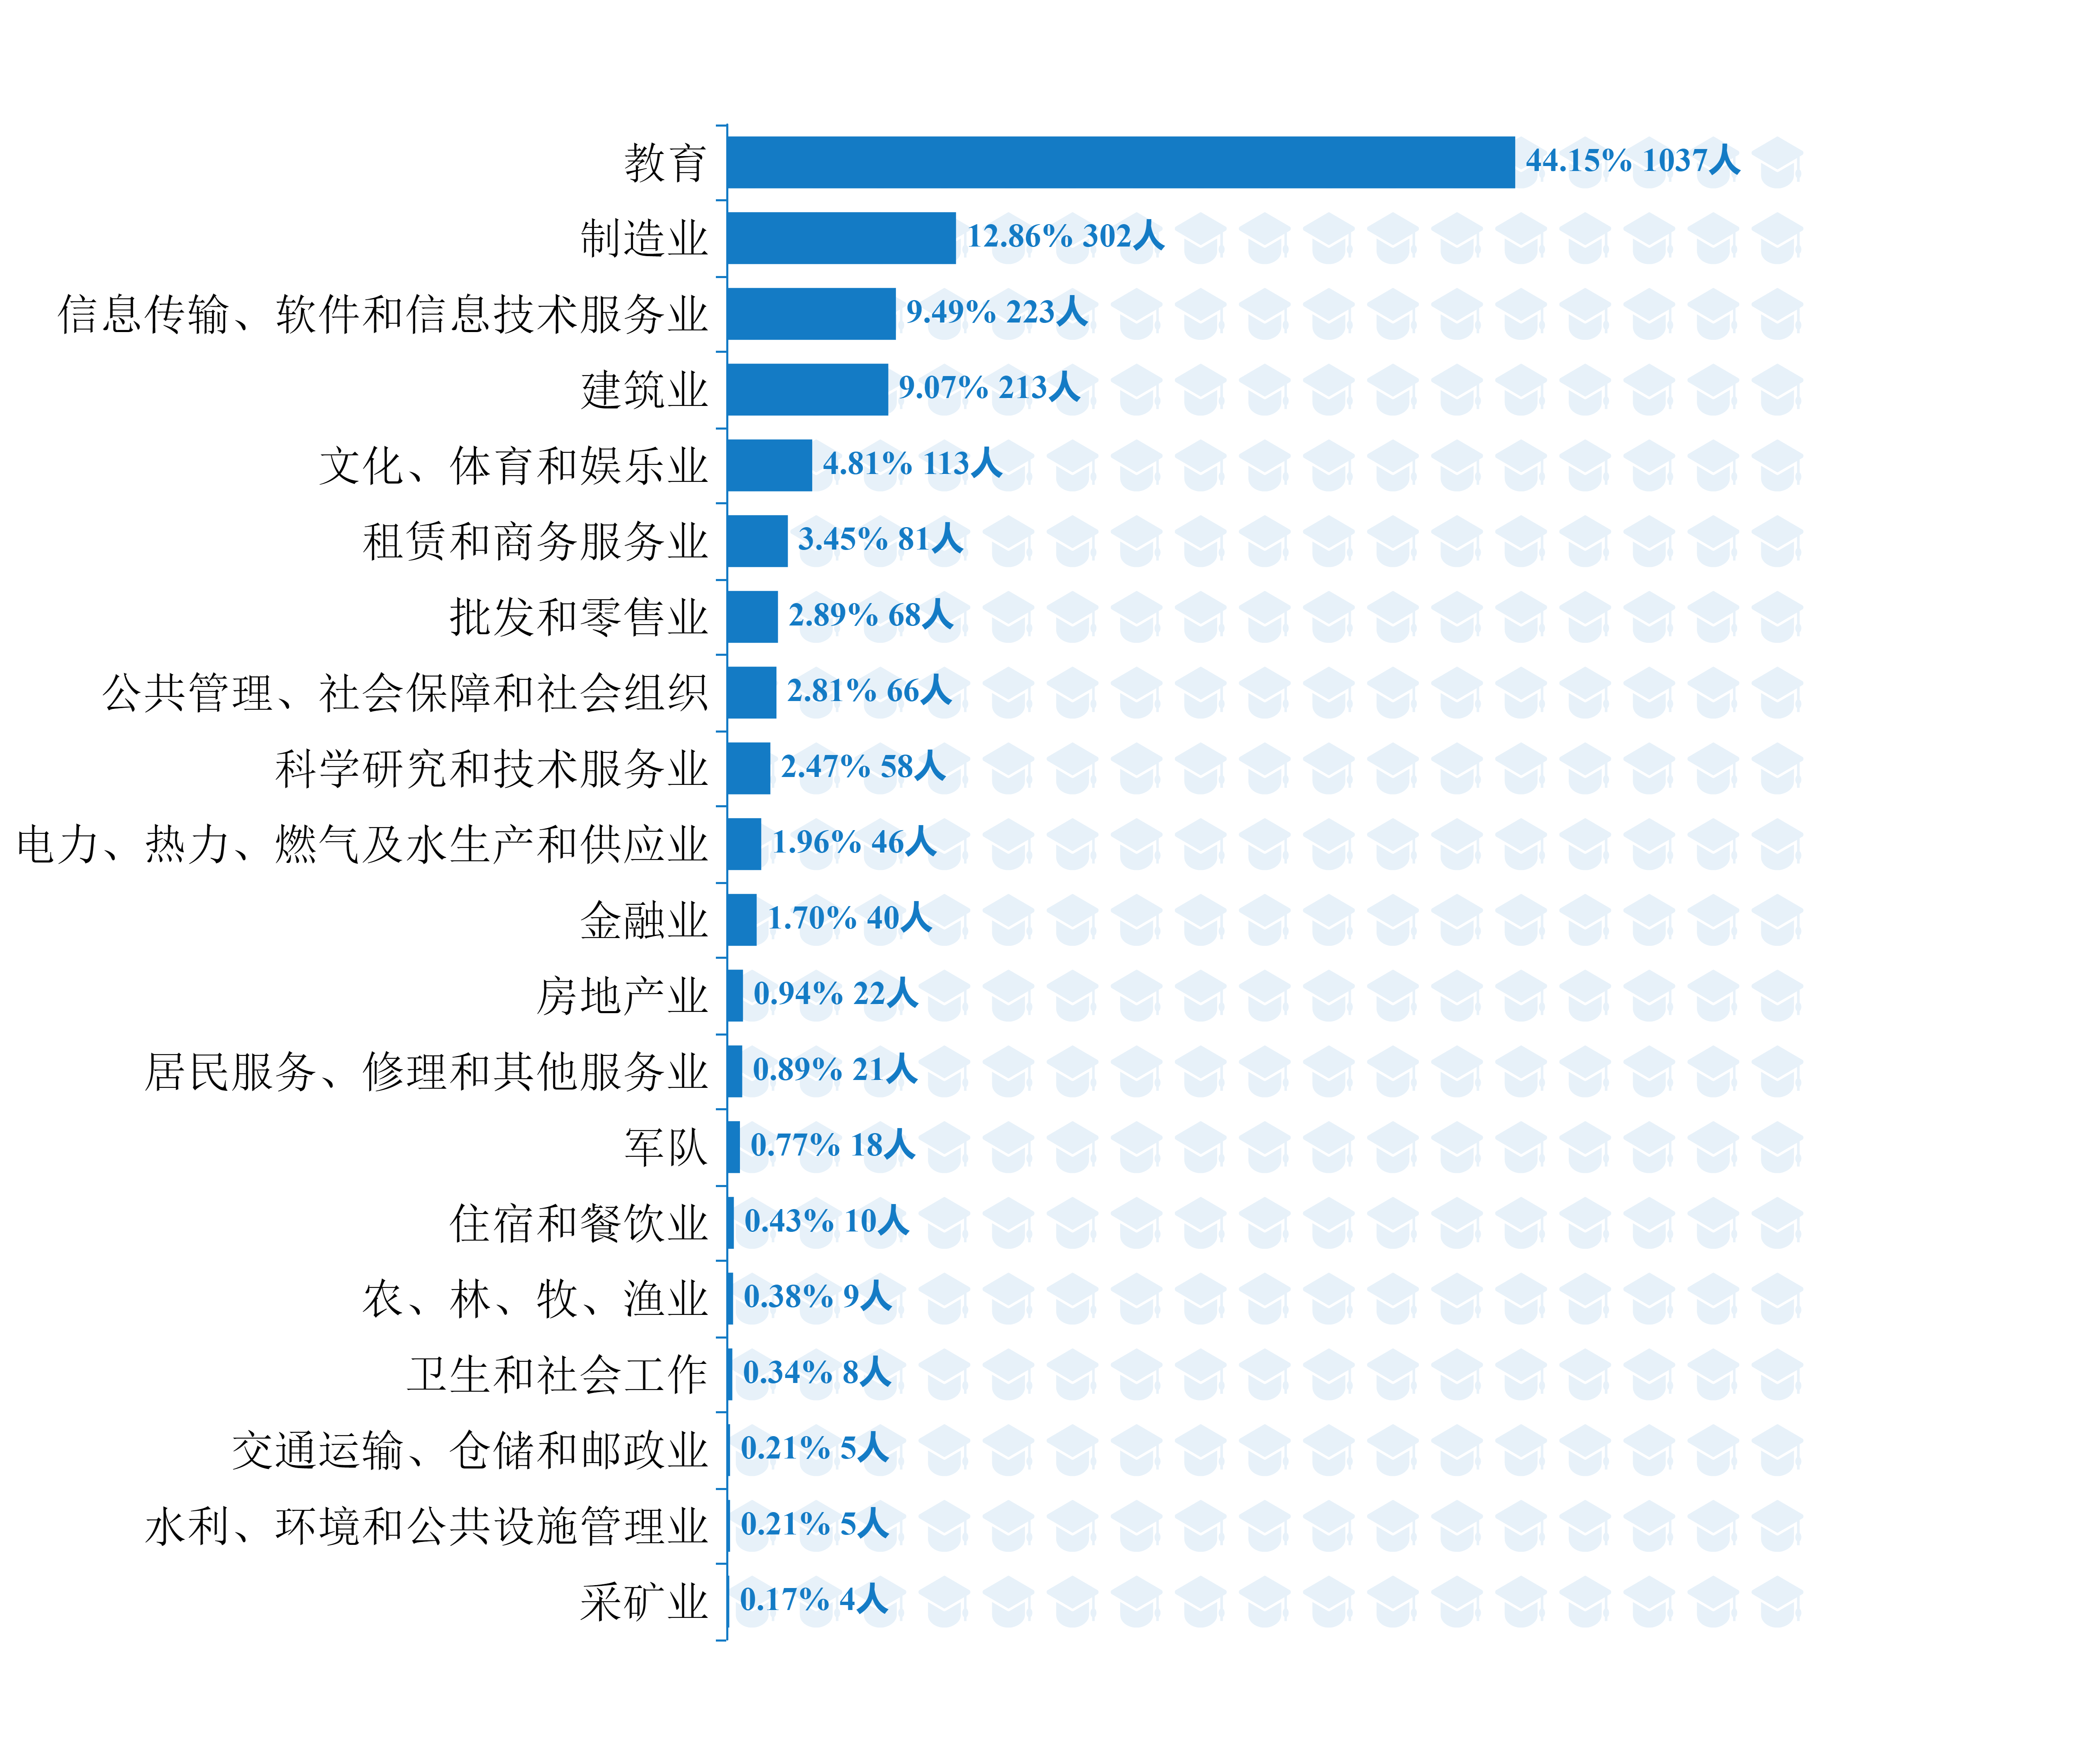 教育 44.15% 1037人
制造业 12.86% 302人
信息传输、软件和信息技术服务业 9.49% 223人
建筑业 9.07% 213人
文化、体育和娱乐业 4.81% 113人
租赁和商务服务业 3.45% 81人
批发和零售业 2.89% 68人
公共管理、社会保障和社会组织 2.81% 66人
科学研究和技术服务业 2.47% 58人
电力、热力、燃气及水生产和供应业 1.96% 46人
金融业 1.70% 40人
房地产业 0.94% 22人
居民服务、修理和其他服务业 0.89% 21人
军队 0.77% 18人
住宿和餐饮业 0.43% 10人
农、林、牧、渔业 0.38% 9人
卫生和社会工作 0.34% 8人
交通运输、仓储和邮政业 0.21% 5人
水利、环境和公共设施管理业 0.21% 5人
采矿业 0.17% 4人